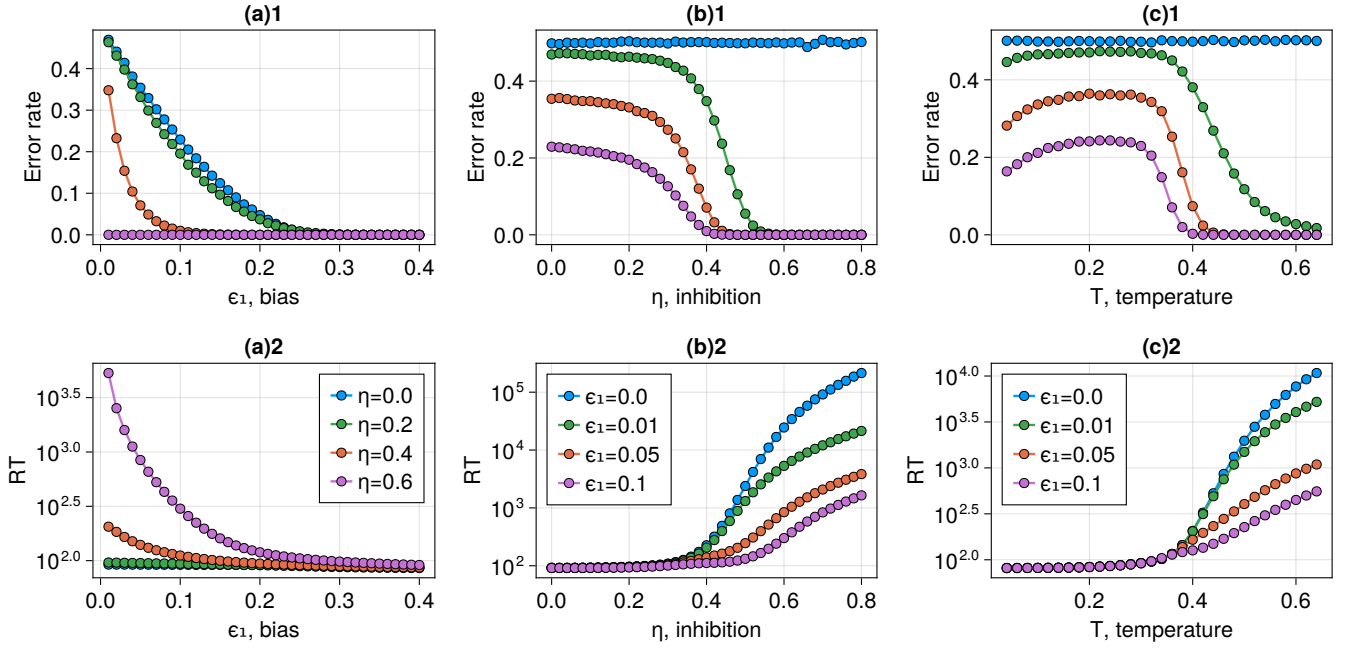 (a)1
Error rate
0.4
0.3
0.2
0.1
0.0
0.0 0.1 0.2 0.3 0.4
ϵ₁, bias
(b)1
Error rate
0.4
0.2
0.0
0.0 0.2 0.4 0.6 0.8
η, inhibition
(c)1
Error rate
0.4
0.2
0.0
0.2 0.4 0.6
T, temperature
(a)2
RT
10^3.5
10^3.0
10^2.5
10^2.0
η=0.0
η=0.2
η=0.4
η=0.6
0.0 0.1 0.2 0.3 0.4
ϵ₁, bias
(b)2
RT
10^5
10^4
10^3
10^2
ϵ₁=0.0
ϵ₁=0.01
ϵ₁=0.05
ϵ₁=0.1
0.0 0.2 0.4 0.6 0.8
η, inhibition
(c)2
RT
10^4.0
10^3.5
10^3.0
10^2.5
10^2.0
ϵ₁=0.0
ϵ₁=0.01
ϵ₁=0.05
ϵ₁=0.1
0.2 0.4 0.6
T, temperature